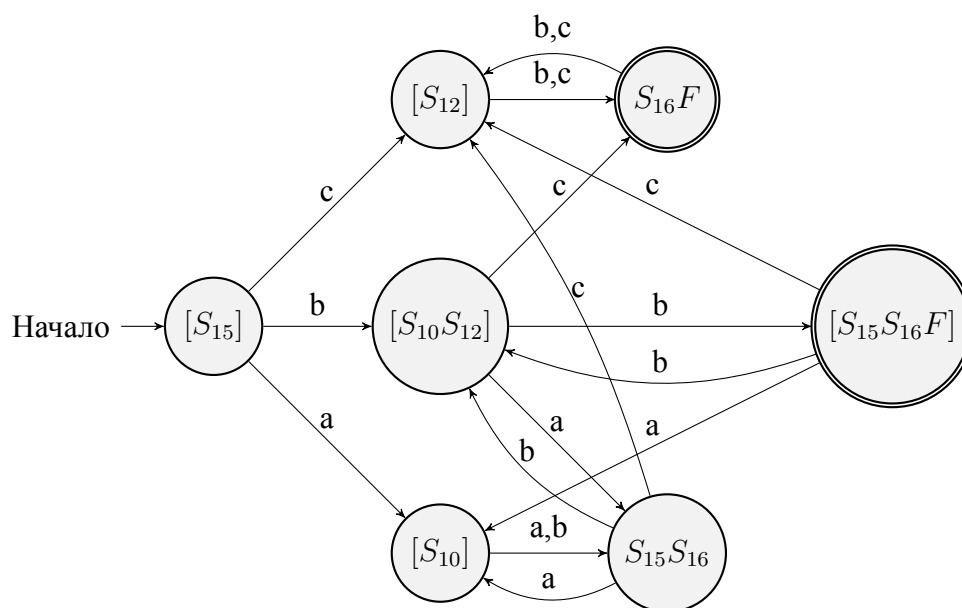 b,c
b,c
[S₁₂]
S₁₆F
c
c
c
Начало
[S₁₅]
b
[S₁₀S₁₂]
c
b
b
[S₁₅S₁₆F]
a
a
a
b
[S₁₀]
a,b
a
S₁₅S₁₆